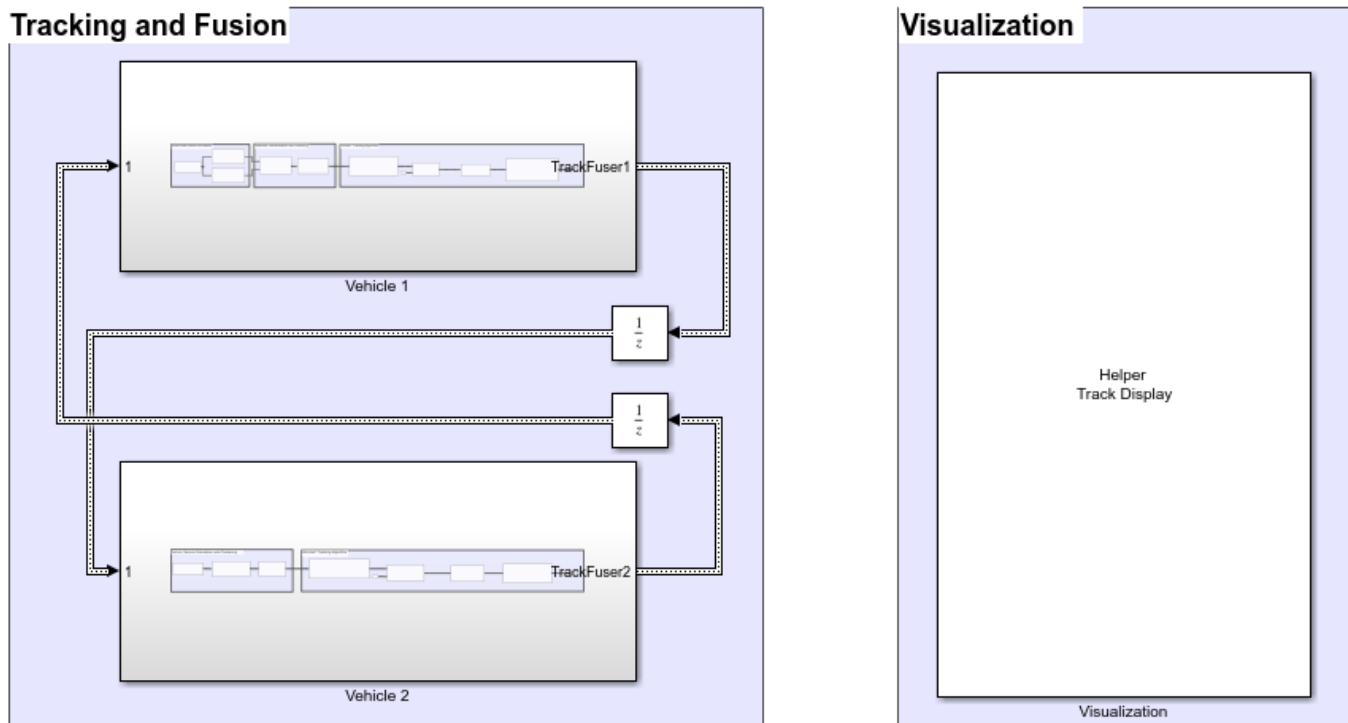 Tracking and Fusion
1
TrackFuser1
Vehicle 1
1
z
1
z
1
TrackFuser2
Vehicle 2
Visualization
Helper
Track Display
Visualization